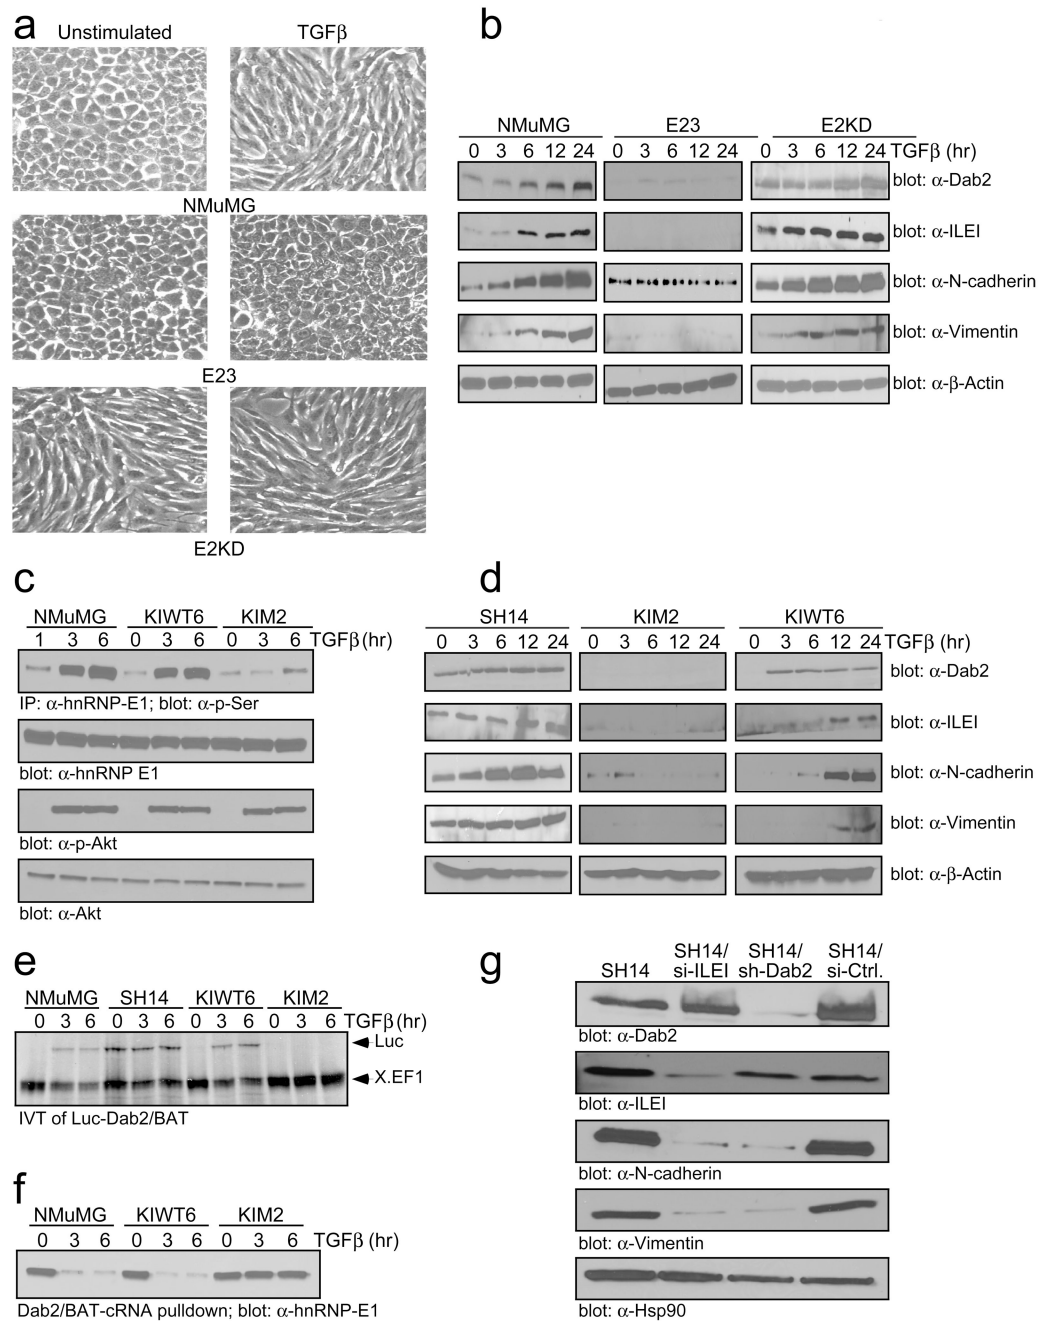 a
Unstimulated TGFβ
NMuMG
E23
E2KD
b
NMuMG E23 E2KD
0 3 6 12 24 0 3 6 12 24 0 3 6 12 24 TGFβ (hr)
blot: α-Dab2
blot: α-ILEI
blot: α-N-cadherin
blot: α-Vimentin
blot: α-β-Actin
c
NMuMG KIWT6 KIM2
1 3 6 0 3 6 0 3 6 TGFβ (hr)
IP: α-hnRNP-E1; blot: α-p-Ser
blot: α-hnRNP E1
blot: α-p-Akt
blot: α-Akt
d
SH14 KIM2 KIWT6
0 3 6 12 24 0 3 6 12 24 0 3 6 12 24 TGFβ (hr)
blot: α-Dab2
blot: α-ILEI
blot: α-N-cadherin
blot: α-Vimentin
blot: α-β-Actin
e
NMuMG SH14 KIWT6 KIM2
0 3 6 0 3 6 0 3 6 0 3 6 TGFβ (hr)
Luc
X.EF1
IVT of Luc-Dab2/BAT
f
NMuMG KIWT6 KIM2
0 3 6 0 3 6 0 3 6 TGFβ (hr)
Dab2/BAT-cRNA pulldown; blot: α-hnRNP-E1
g
SH14/ SH14/ SH14/
SH14 si-ILEI sh-Dab2 si-Ctrl.
blot: α-Dab2
blot: α-ILEI
blot: α-N-cadherin
blot: α-Vimentin
blot: α-Hsp90